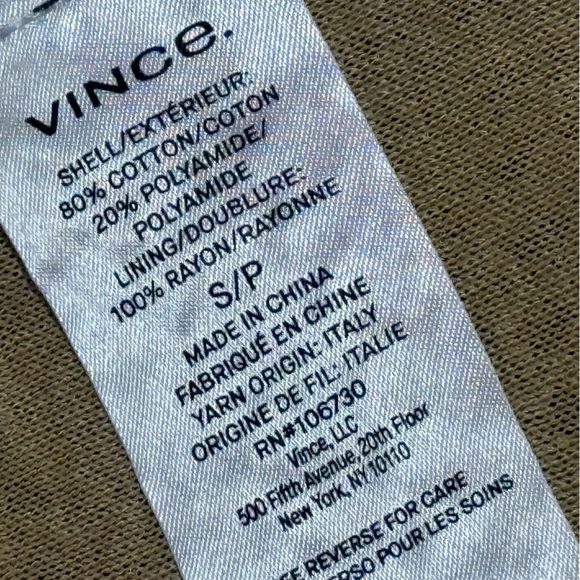 VINCE.
SHELL/EXTÉRIEUR:
80% COTTON/COTON
20% POLYAMIDE/
POLYAMIDE
LINING/DOUBLURE:
100% RAYON/RAYONNE
S/P
MADE IN CHINA
FABRIQUÉ EN CHINE
YARN ORIGIN: ITALY
ORIGINE DE FIL: ITALIE
RN#106730
Vince, LLC
500 Fifth Avenue, 20th Floor
New York, NY 10110
REVERSE FOR CARE
POUR LES SOINS